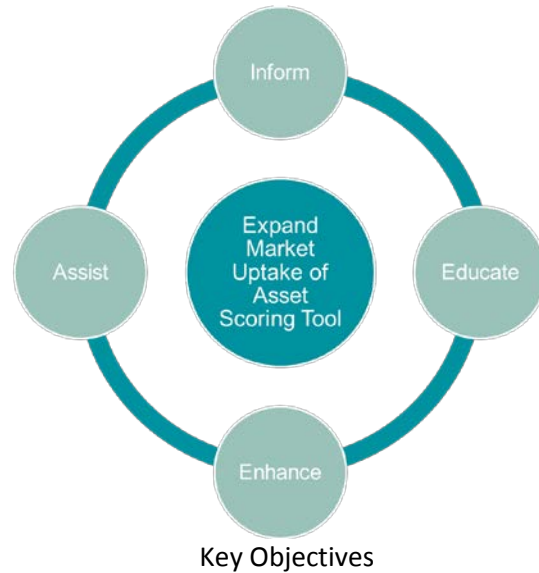 Inform
Expand
Market
Uptake of
Asset
Scoring Tool
Assist
Educate
Enhance
Key Objectives